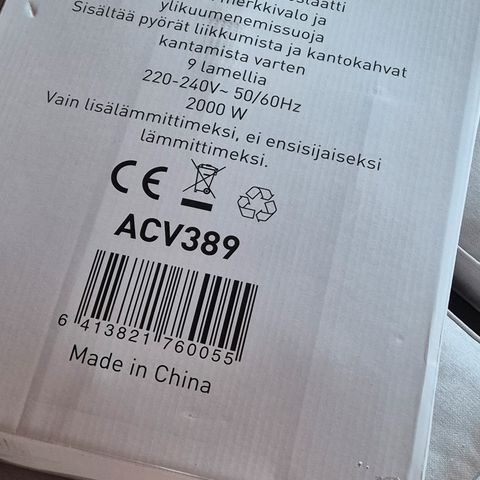 merkkivalo ja
ylikuumenemissuoja
Sisältää pyörät liikkumista ja kantokahvat
kantamista varten
9 lamellia
220-240V~ 50/60Hz
2000 W
Vain lisälämmittimeksi, ei ensisijaiseksi
lämmittimeksi.
CE
ACV389
6 413821 760055
Made in China